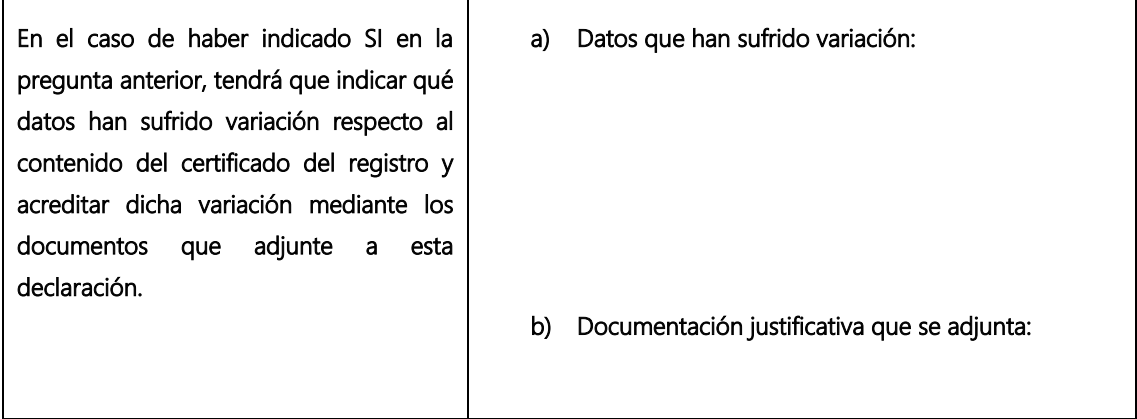 En el caso de haber indicado SI en la
pregunta anterior, tendrá que indicar qué
datos han sufrido variación respecto al
contenido del certificado del registro y
acreditar dicha variación mediante los
documentos que adjunte a esta
declaración.
a) Datos que han sufrido variación:
b) Documentación justificativa que se adjunta: